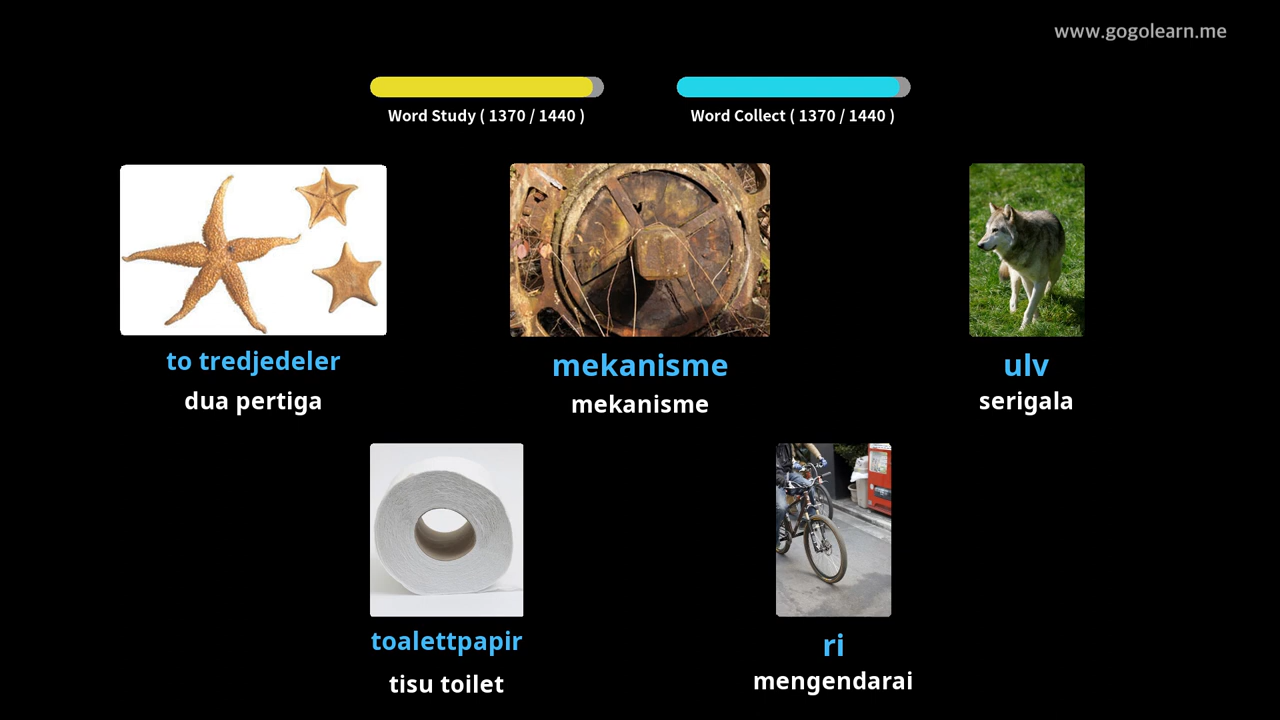 www.gogolearn.me
Word Study ( 1370 / 1440 )
Word Collect ( 1370 / 1440 )
to tredjedeler
dua pertiga
mekanisme
mekanisme
ulv
serigala
toalettpapir
tisu toilet
ri
mengendarai